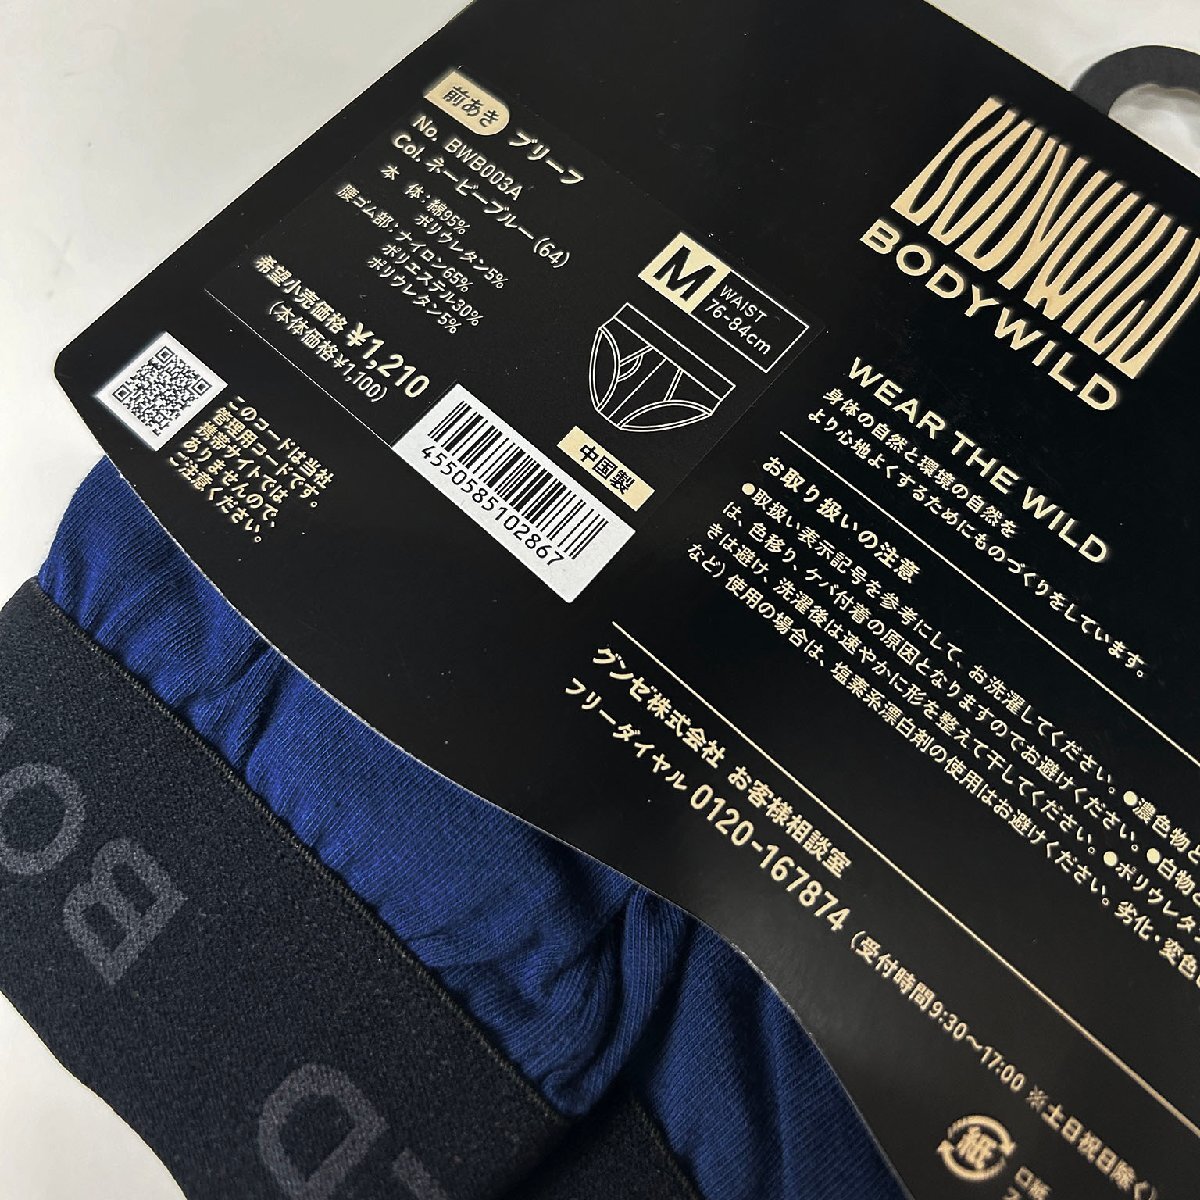 前あき ブリーフ
No. BWB003A
Col. ネービーブルー(64)
本 体:綿95%
ポリウレタン5%
腰ゴム部:ナイロン65%
ポリエステル30%
ポリウレタン5%
希望小売価格 ¥1,210
(本体価格¥1,100)
このコードは当社
管理用コードです。
携帯サイトでは
ありませんので、
ご注意ください。
4550585102867
M WAIST
76-84cm
中国製
BODYWILD
BODYWILD
WEAR THE WILD
身体の自然と環境の自然を
より心地よくするためにものづくりをしています。
お取り扱いの注意
●取扱い表示記号を参考にして、お洗濯してください。●濃色物と
は、色移り、ケバ付着の原因となりますのでお避けください。●白物と
きは避け、洗濯後は速やかに形を整えて干してください。●ポリウレタン
など)使用の場合は、塩素系漂白剤の使用はお避けください。劣化・変色
グンゼ株式会社 お客様相談室
フリーダイヤル 0120-167874 (受付時間9:30〜17:00 ※土日祝日除く)
紙
BO
B
D